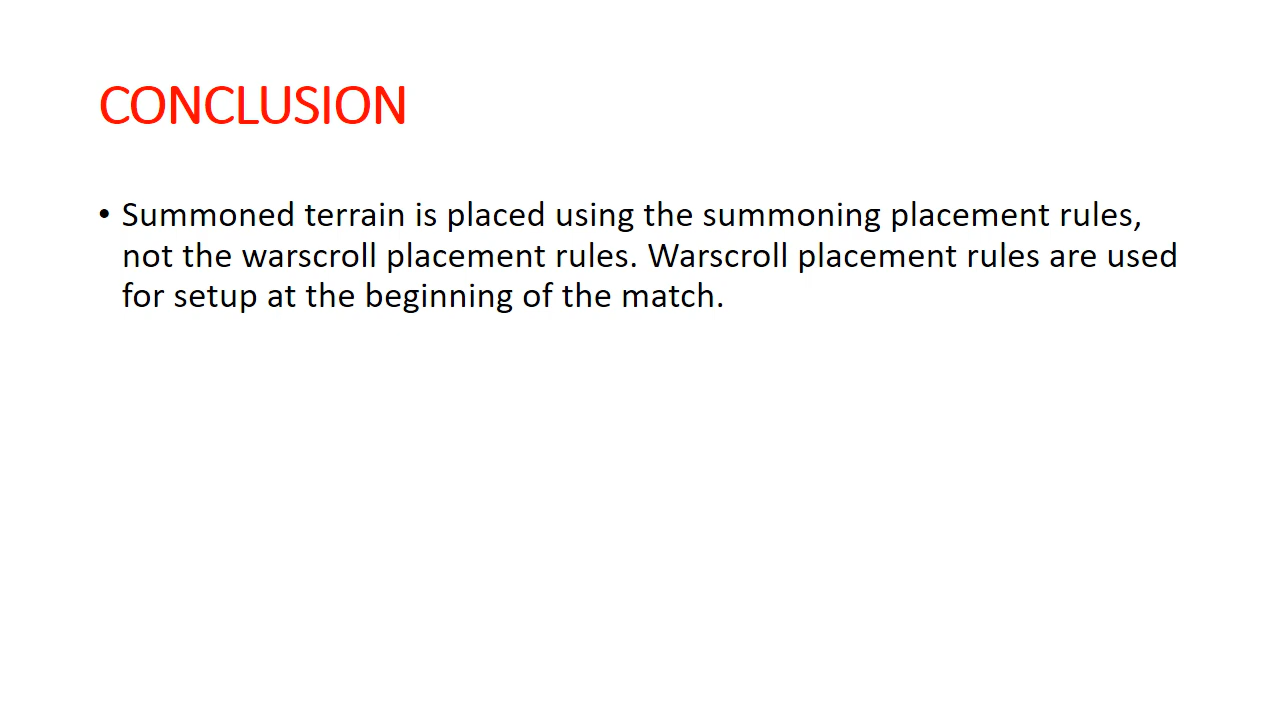 CONCLUSION
• Summoned terrain is placed using the summoning placement rules,
not the warscroll placement rules. Warscroll placement rules are used
for setup at the beginning of the match.